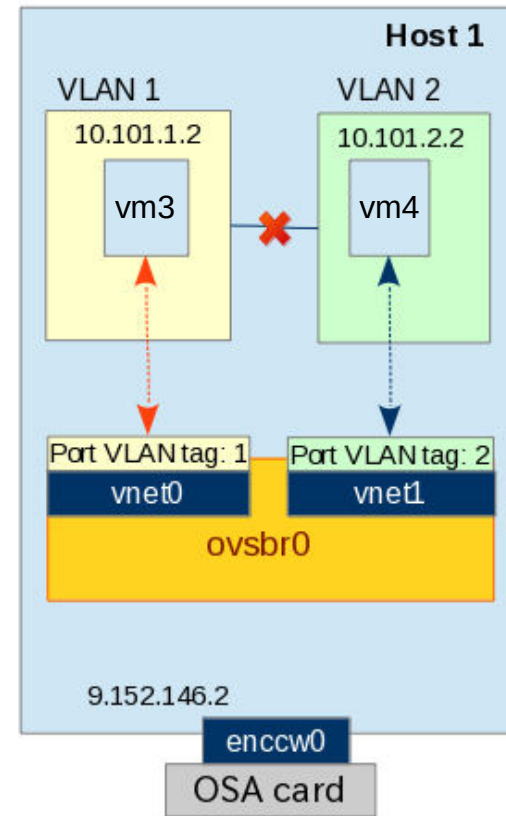 Host 1
VLAN 1
VLAN 2
10.101.1.2
10.101.2.2
vm3
vm4
Port VLAN tag: 1
Port VLAN tag: 2
vnet0
vnet1
ovsbr0
9.152.146.2
enccw0
OSA card